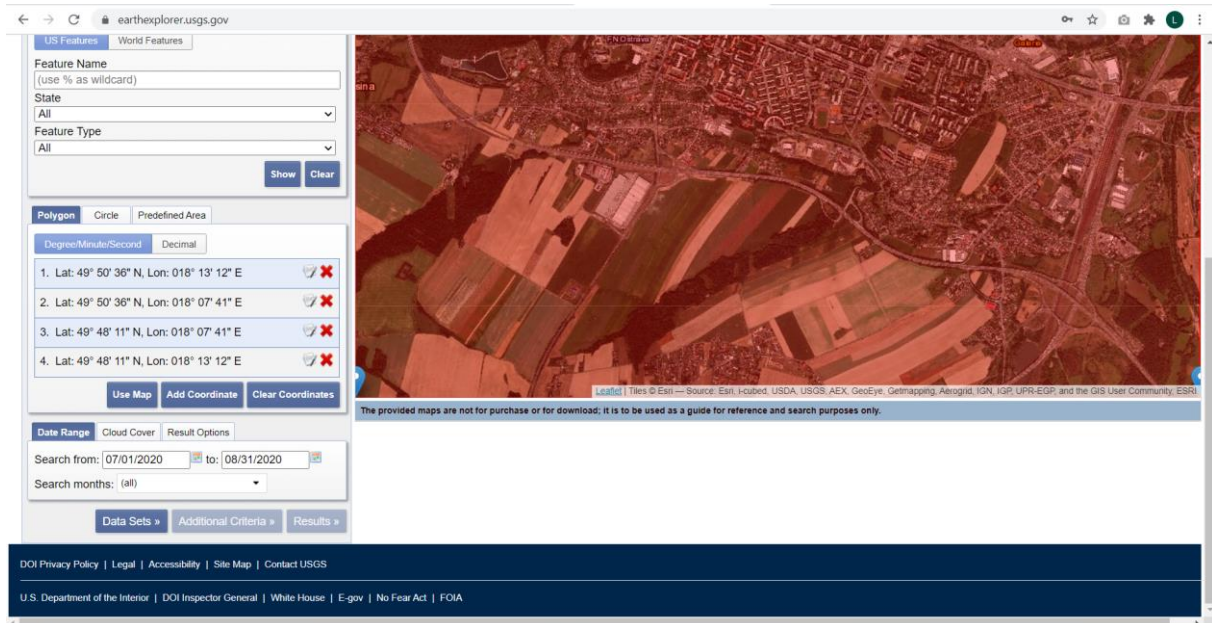 earthexplorer.usgs.gov
L
US Features World Features
Feature Name
(use % as wildcard)
State
All
Feature Type
All
Show Clear
Polygon Circle Predefined Area
Degree/Minute/Second Decimal
1. Lat: 49° 50' 36" N, Lon: 018° 13' 12" E
2. Lat: 49° 50' 36" N, Lon: 018° 07' 41" E
3. Lat: 49° 48' 11" N, Lon: 018° 07' 41" E
4. Lat: 49° 48' 11" N, Lon: 018° 13' 12" E
Use Map Add Coordinate Clear Coordinates
Date Range Cloud Cover Result Options
Search from: 07/01/2020 to: 08/31/2020
Search months: (all)
Data Sets » Additional Criteria » Results »
FN Ostrava
sina
Leaflet | Tiles © Esri — Source: Esri, i-cubed, USDA, USGS, AEX, GeoEye, Getmapping, Aerogrid, IGN, IGP, UPR-EGP, and the GIS User Community, ESRI
The provided maps are not for purchase or for download; it is to be used as a guide for reference and search purposes only.
DOI Privacy Policy | Legal | Accessibility | Site Map | Contact USGS
U.S. Department of the Interior | DOI Inspector General | White House | E-gov | No Fear Act | FOIA